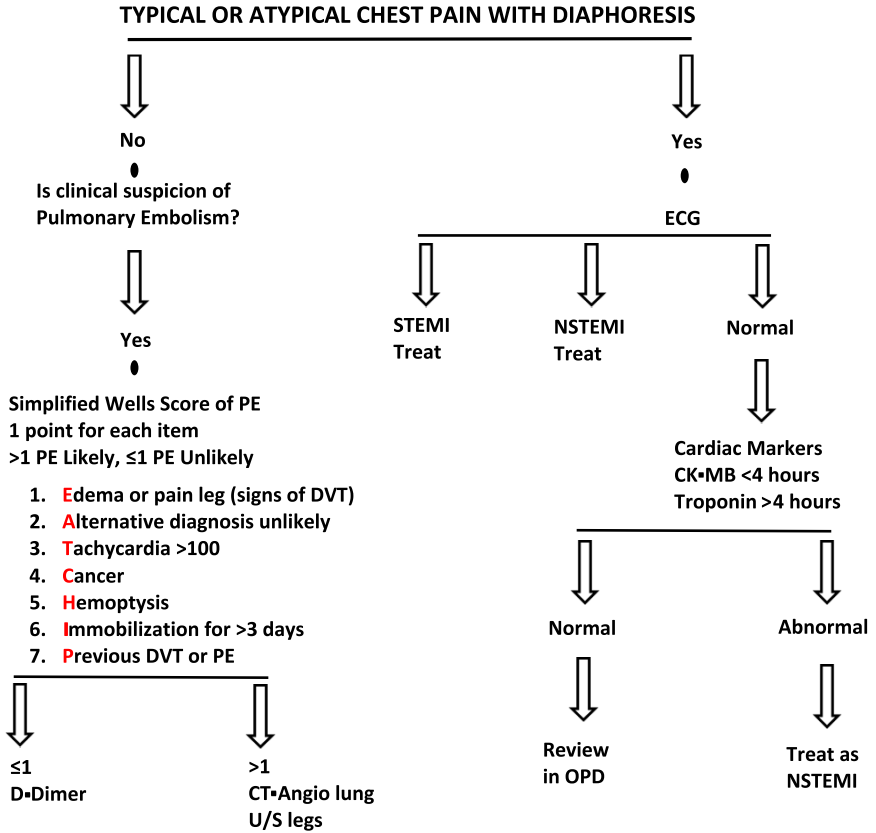 TYPICAL OR ATYPICAL CHEST PAIN WITH DIAPHORESIS
No
Is clinical suspicion of
Pulmonary Embolism?
Yes
Simplified Wells Score of PE
1 point for each item
>1 PE Likely, ≤1 PE Unlikely
1. Edema or pain leg (signs of DVT)
2. Alternative diagnosis unlikely
3. Tachycardia >100
4. Cancer
5. Hemoptysis
6. Immobilization for >3 days
7. Previous DVT or PE
≤1
D▪Dimer
>1
CT▪Angio lung
U/S legs
Yes
ECG
STEMI
Treat
NSTEMI
Treat
Normal
Cardiac Markers
CK▪MB <4 hours
Troponin >4 hours
Normal
Review
in OPD
Abnormal
Treat as
NSTEMI